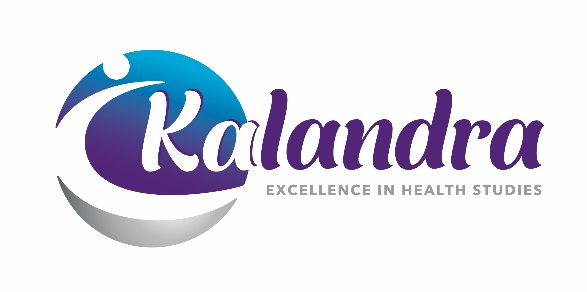 Kalandra
EXCELLENCE IN HEALTH STUDIES